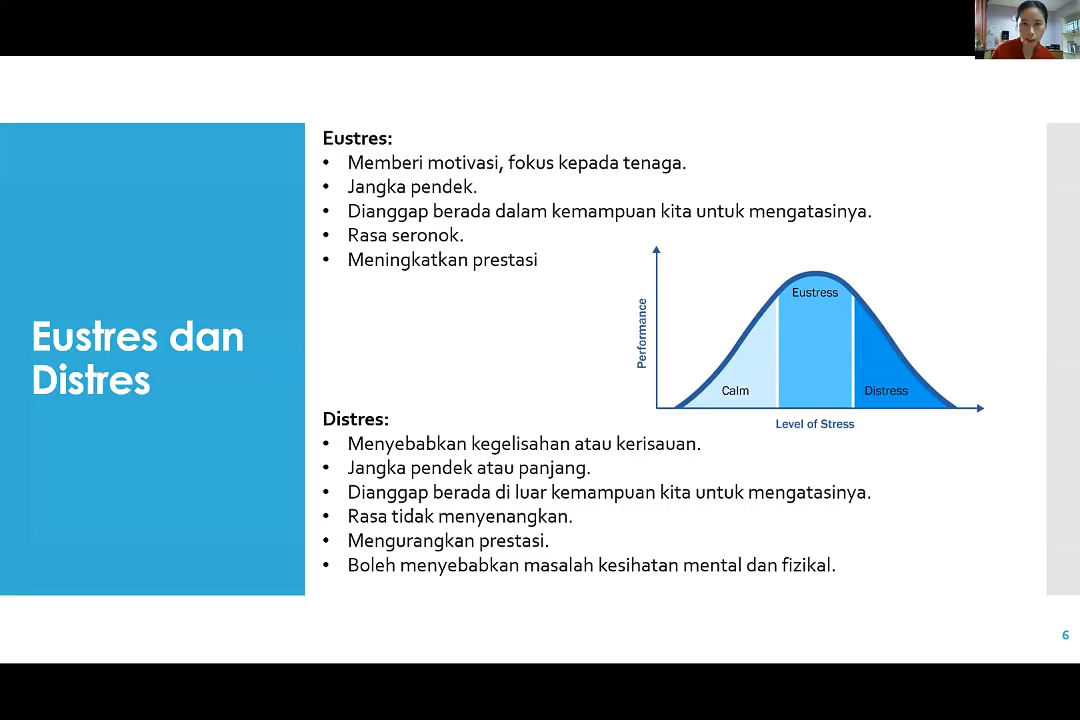 Eustres dan
Distres
Eustres:
• Memberi motivasi, fokus kepada tenaga.
• Jangka pendek.
• Dianggap berada dalam kemampuan kita untuk mengatasinya.
• Rasa seronok.
• Meningkatkan prestasi
Performance
Eustress
Calm
Distress
Level of Stress
Distres:
• Menyebabkan kegelisahan atau kerisauan.
• Jangka pendek atau panjang.
• Dianggap berada di luar kemampuan kita untuk mengatasinya.
• Rasa tidak menyenangkan.
• Mengurangkan prestasi.
• Boleh menyebabkan masalah kesihatan mental dan fizikal.
6